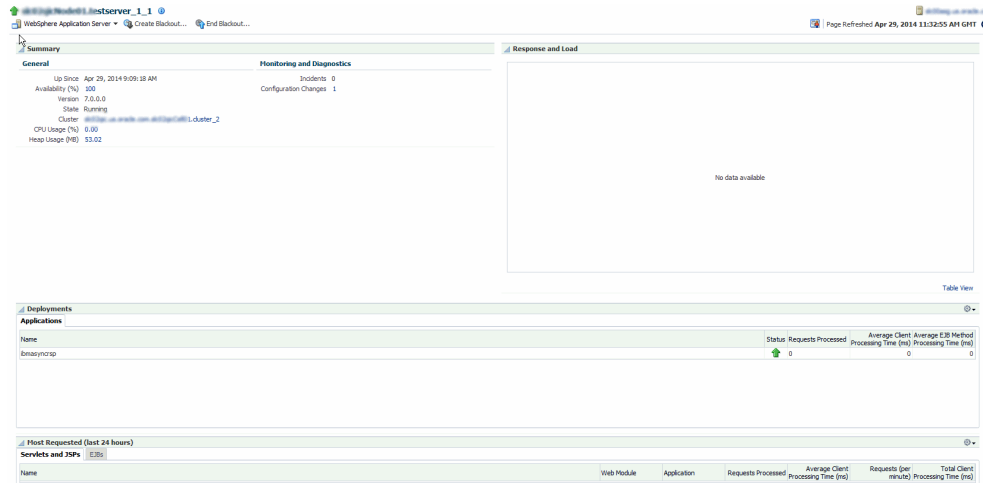 estserver_1_1
WebSphere Application Server Create Blackout... End Blackout...
Page Refreshed Apr 29, 2014 11:32:55 AM GMT
Summary
General
Up Since Apr 29, 2014 9:09:18 AM
Availability (%) 100
Version 7.0.0.0
State Running
Cluster 1.cluster_2
CPU Usage (%) 0.00
Heap Usage (MB) 53.02
Monitoring and Diagnostics
Incidents 0
Configuration Changes 1
Response and Load
No data available
Table View
Deployments
Applications
Name Status Requests Processed Average Client Processing Time (ms) Average EJB Method Processing Time (ms)
ibmasyncrsp 0 0 0
Most Requested (last 24 hours)
Servlets and JSPs EJBs
Name Web Module Application Requests Processed Average Client Processing Time (ms) Requests (per minute) Total Client Processing Time (ms)